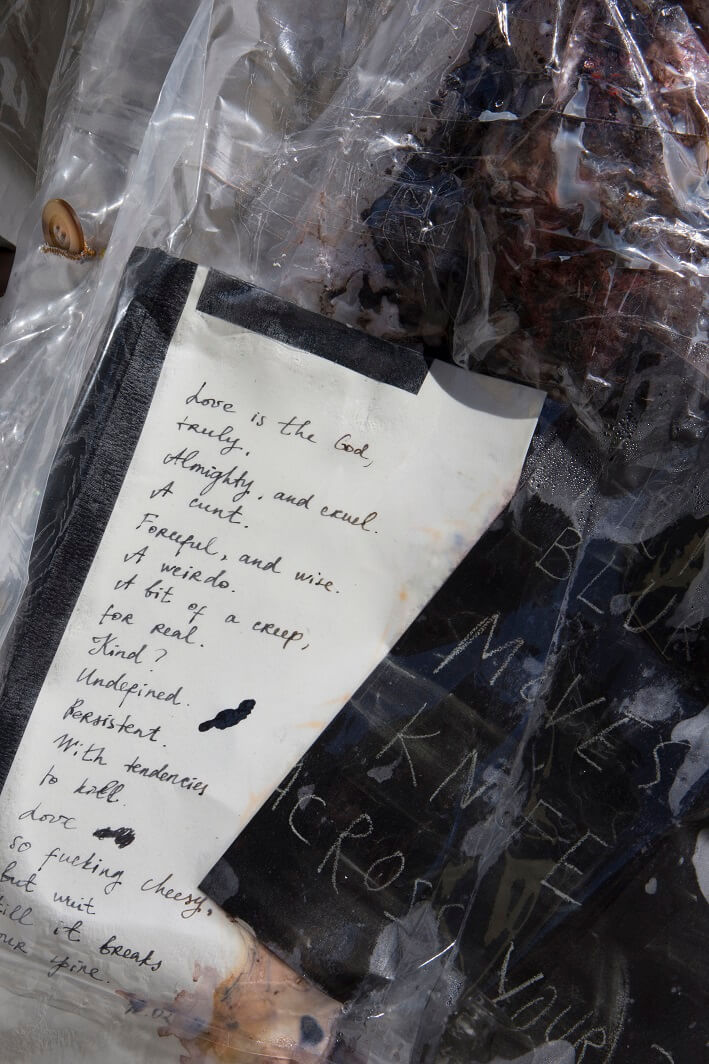 Love is the God,
truly.
Almighty, and cruel.
A cunt.
Forceful, and wise.
A weirdo.
A bit of a creep,
for real.
Kind?
Undefined.
Persistent.
With tendencies
to kill.
Love
so fucking cheesy,
but wait
till it breaks
our spine.
BLU
MOVES
KNEE
ACROSS
YOUR